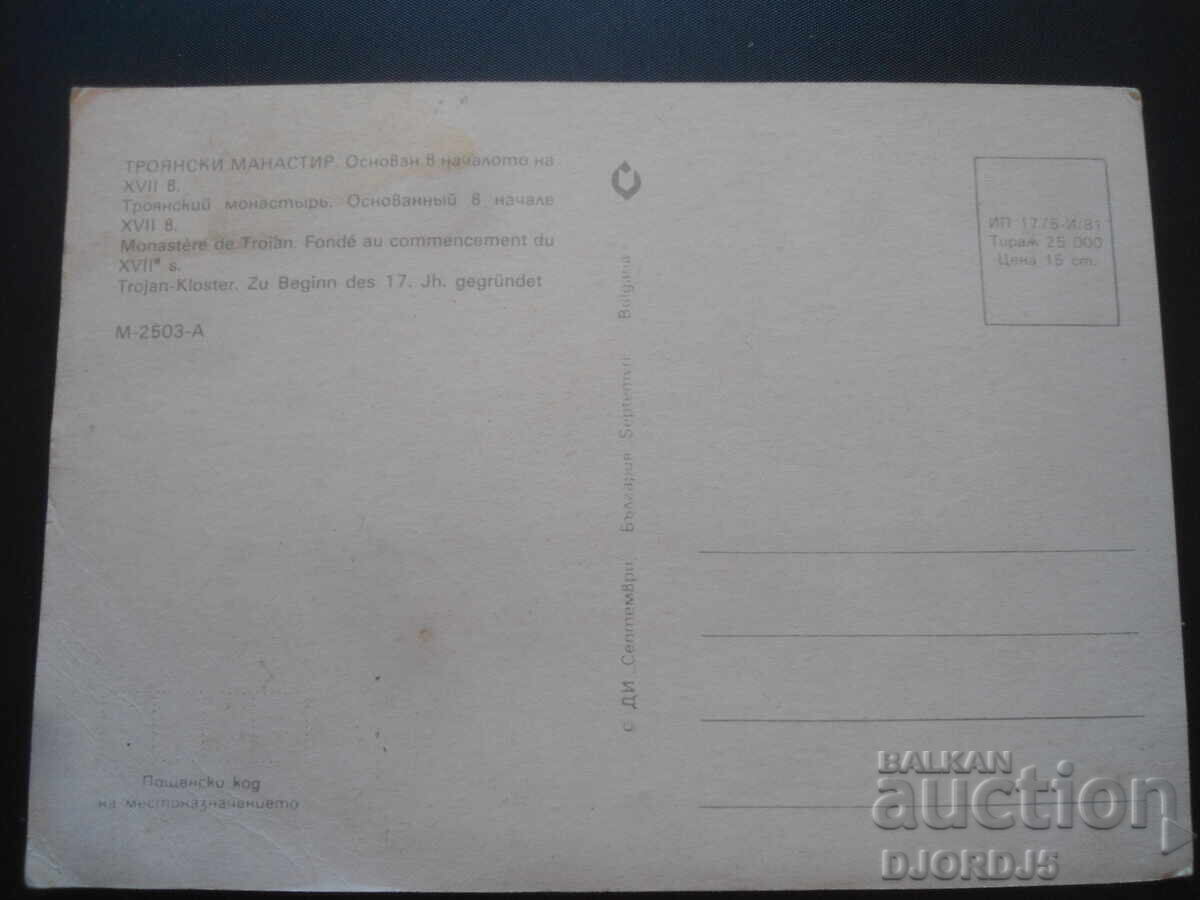 ТРОЯНСКИ МАНАСТИР. Основан в началото на
XVII в.
Троянский монастырь. Основанный в начале
XVII в.
Monastère de Troian. Fondé au commencement du
XVIIe s.
Trojan-Kloster. Zu Beginn des 17. Jh. gegründet
М-2503-А
Пощенски код
на местоназначението
© ДИ „Септември" България Septemvri Bulgaria
ИП 1775-И/81
Тираж 25 000
Цена 15 ст.
BALKAN
auction
DJORDJ5